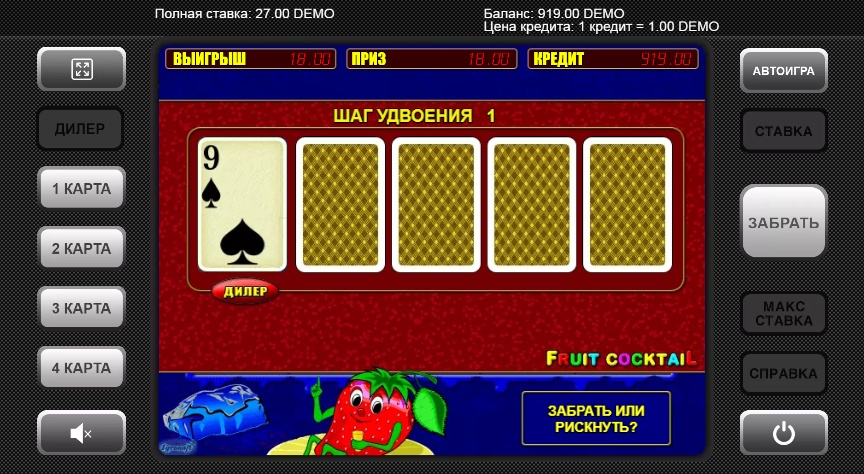 Полная ставка: 27.00 DEMO
Баланс: 919.00 DEMO
Цена кредита: 1 кредит = 1.00 DEMO
ВЫИГРЫШ 18.00
ПРИЗ 18.00
КРЕДИТ 919.00
АВТОИГРА
ШАГ УДВОЕНИЯ 1
ДИЛЕР
СТАВКА
9
1 КАРТА
ЗАБРАТЬ
2 КАРТА
ДИЛЕР
3 КАРТА
МАКС
СТАВКА
FRUIT COCKTAIL
4 КАРТА
СПРАВКА
ЗАБРАТЬ ИЛИ
РИСКНУТЬ?
Igrosoft